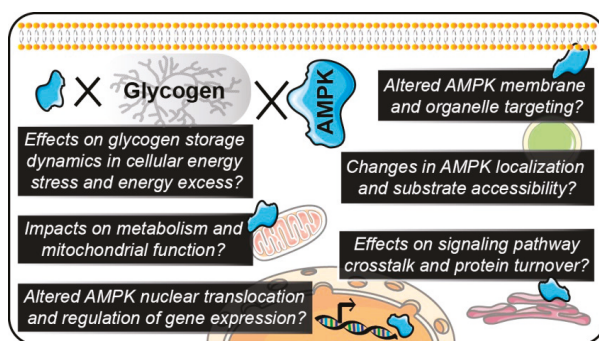 Glycogen
AMPK
Effects on glycogen storage
dynamics in cellular energy
stress and energy excess?
Impacts on metabolism and
mitochondrial function?
Altered AMPK nuclear translocation
and regulation of gene expression?
Altered AMPK membrane
and organelle targeting?
Changes in AMPK localization
and substrate accessibility?
Effects on signaling pathway
crosstalk and protein turnover?